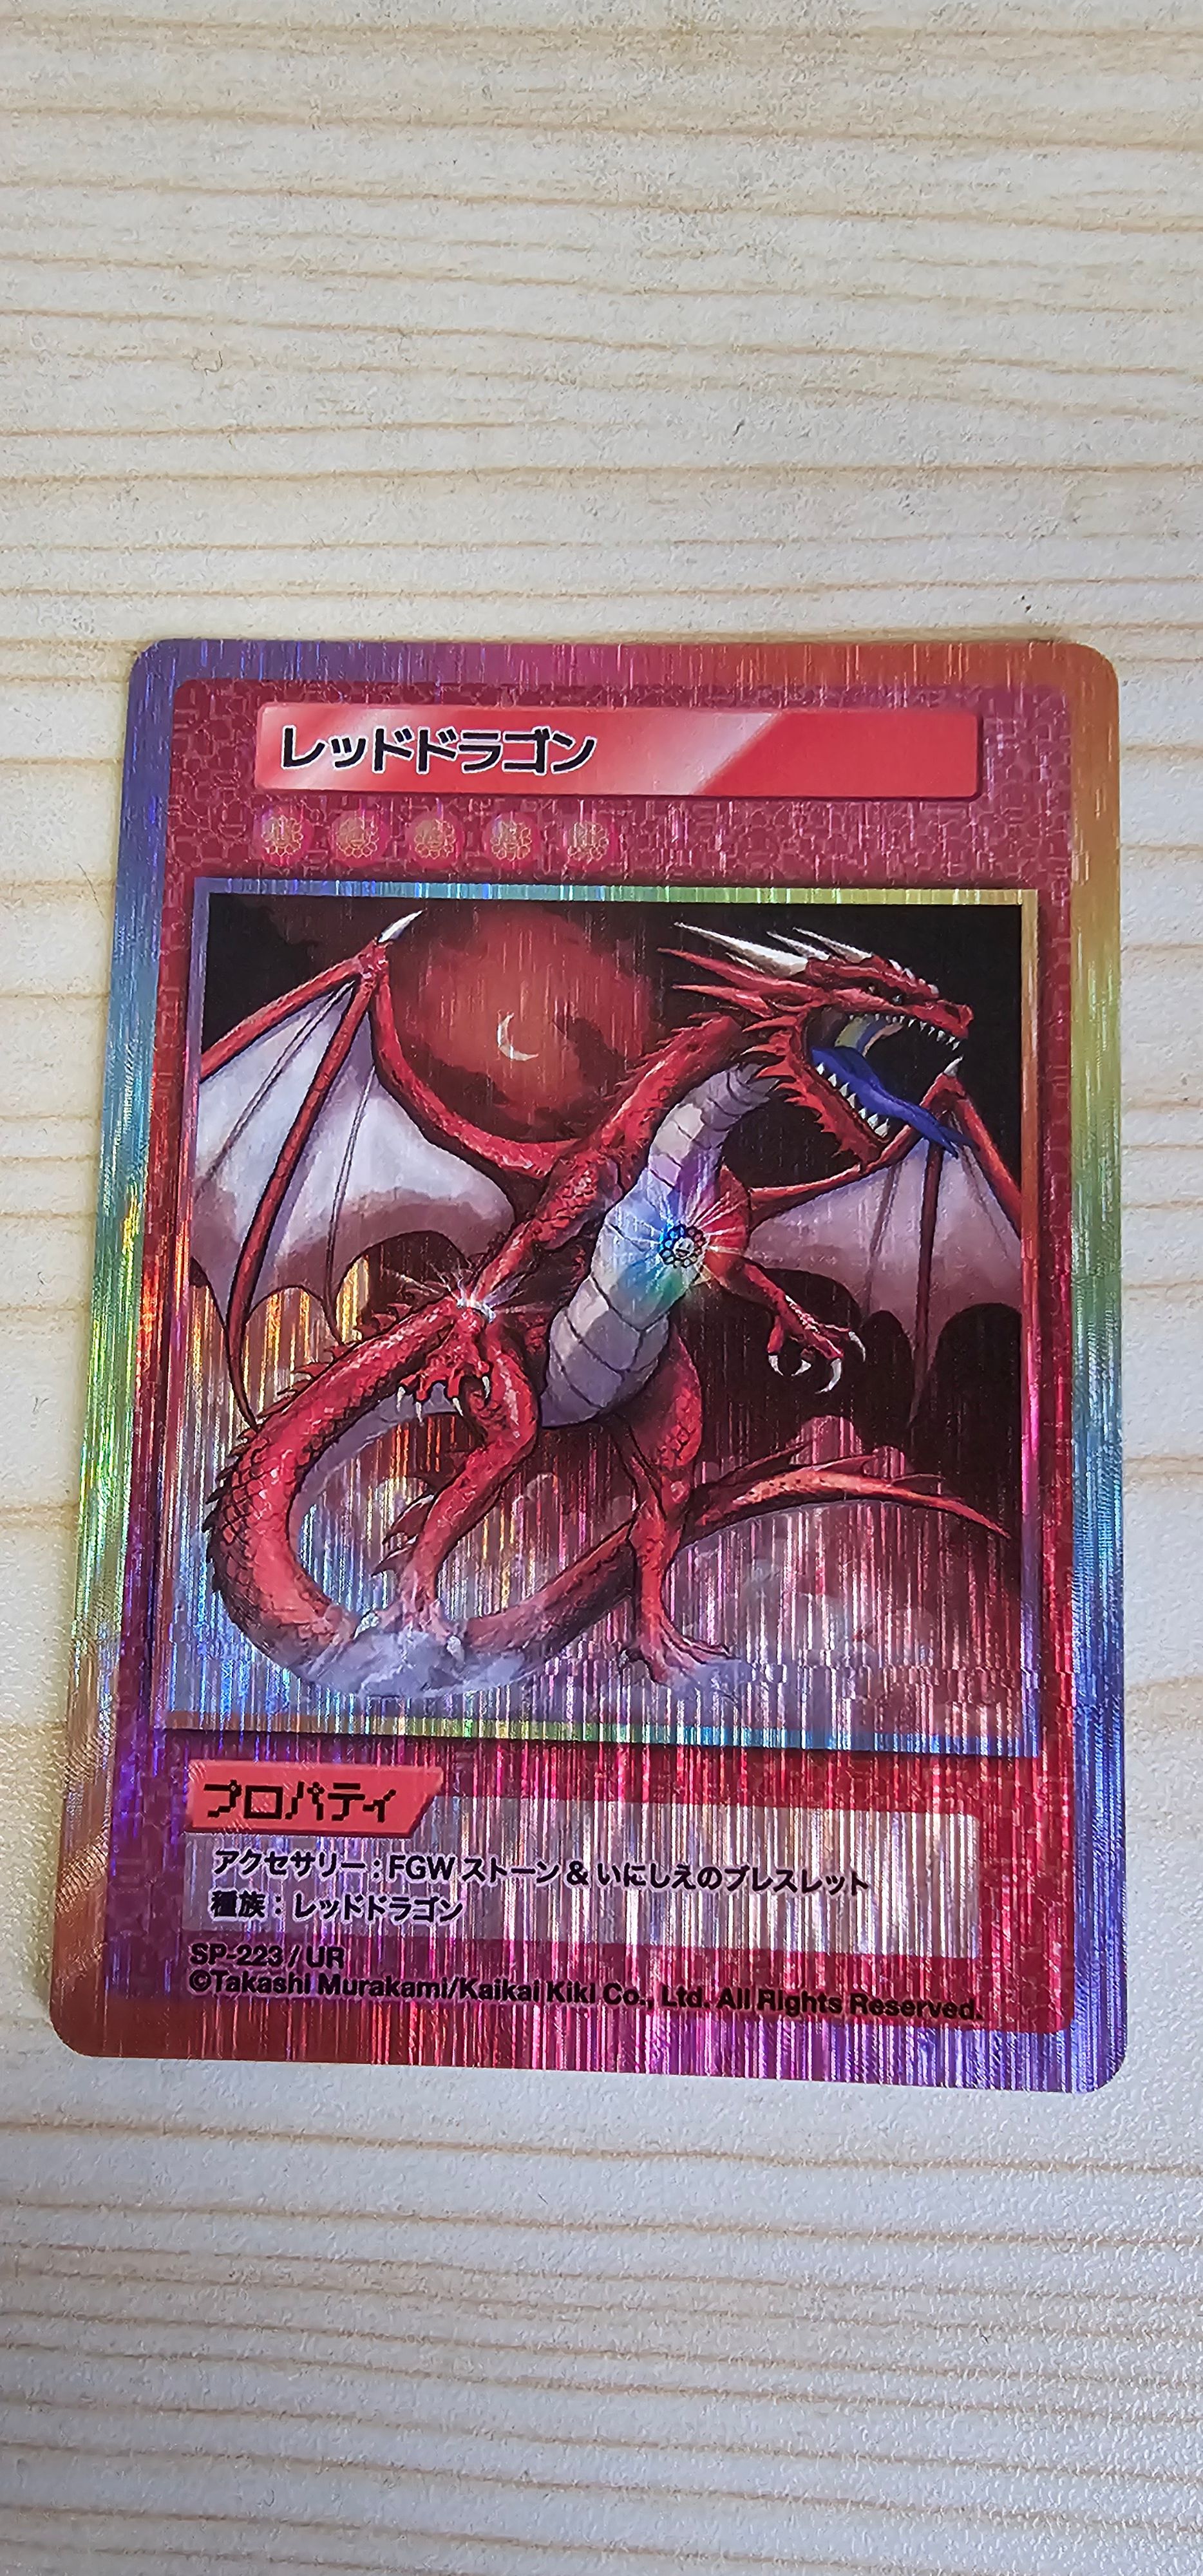 レッドドラゴン
プロパティ
アクセサリー : FGW ストーン & いにしえのブレスレット
種族 : レッドドラゴン
SP-223 / UR
©Takashi Murakami/Kaikai Kiki Co., Ltd. All Rights Reserved.